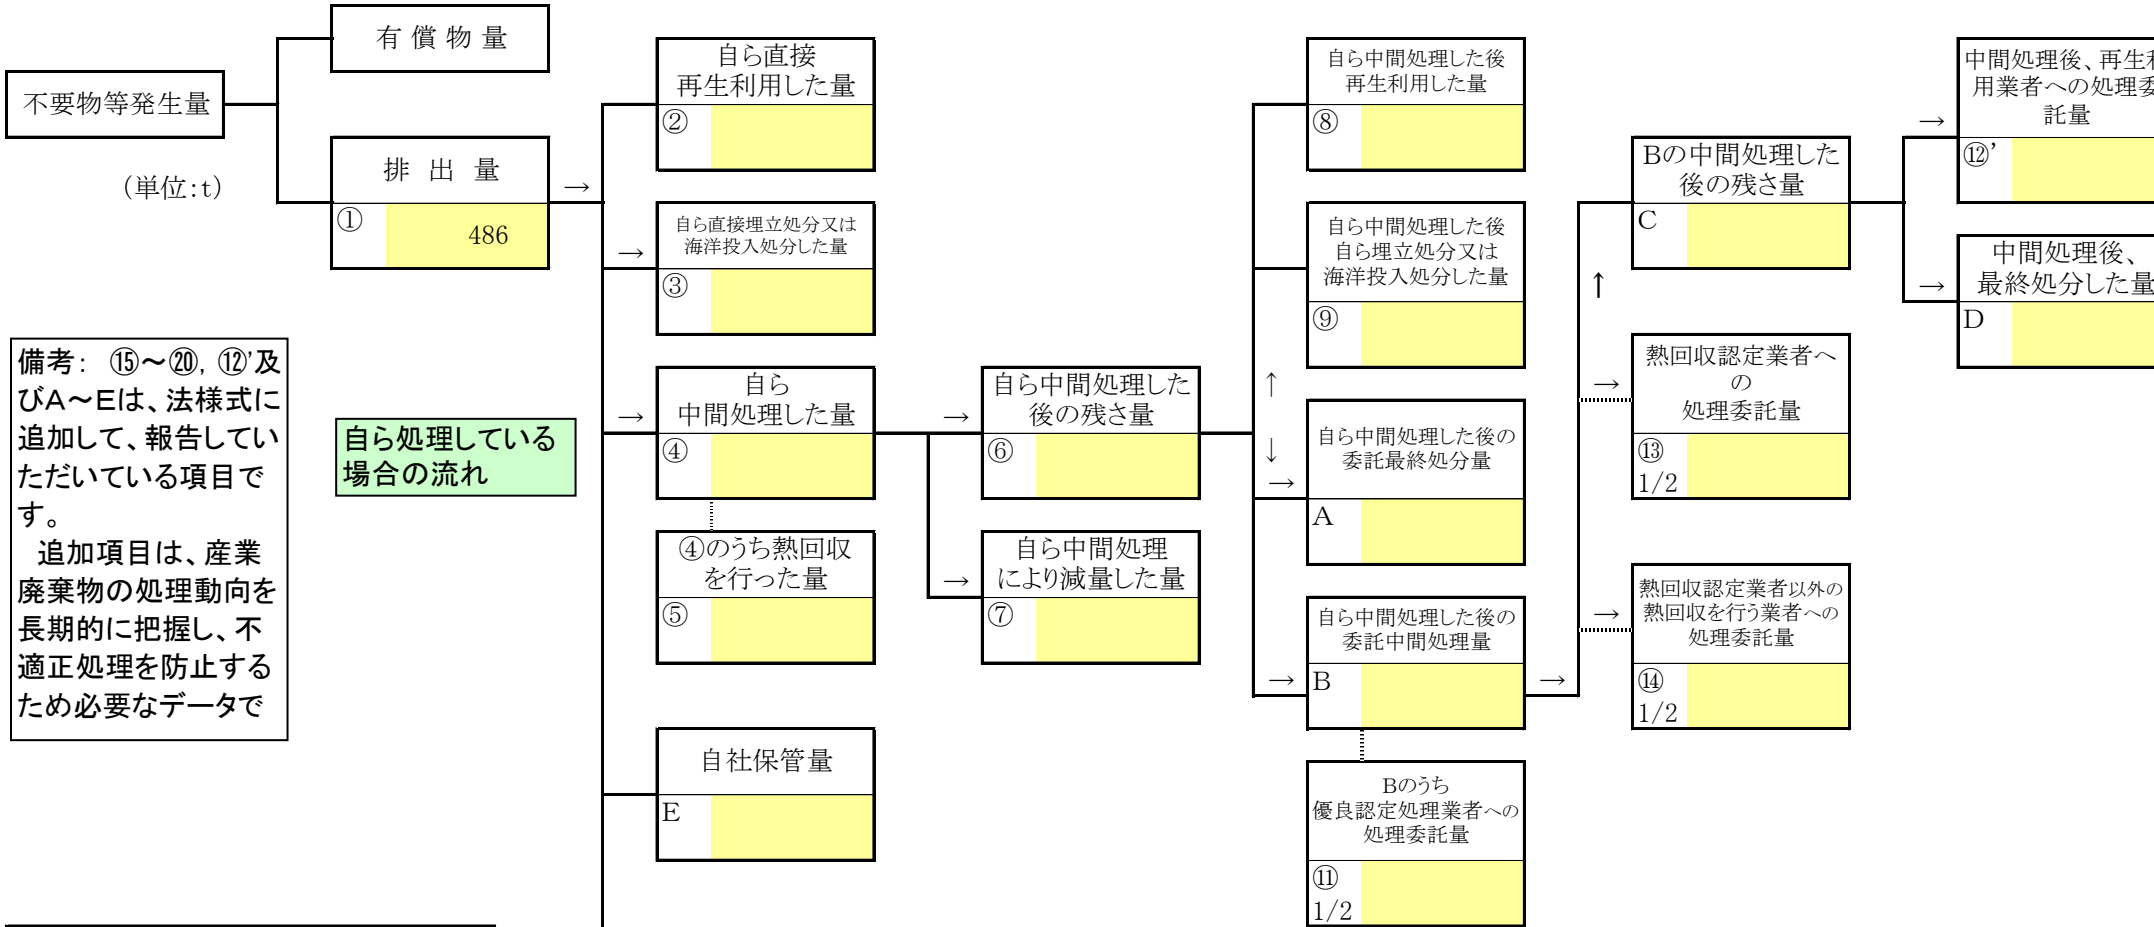 不要物等発生量
(単位:t)
有 償 物 量
排 出 量
①
486
→
自ら直接
再生利用した量
②
→
自ら直接埋立処分又は
海洋投入処分した量
③
→
自ら
中間処理した量
④
④のうち熱回収
を行った量
⑤
自社保管量
E
→
自ら中間処理した
後の残さ量
⑥
→
自ら中間処理
により減量した量
⑦
自ら中間処理した後
再生利用した量
⑧
自ら中間処理した後
自ら埋立処分又は
海洋投入処分した量
⑨
↑
↓
→
自ら中間処理した後の
委託最終処分量
A
→
自ら中間処理した後の
委託中間処理量
B
Bのうち
優良認定処理業者への
処理委託量
⑪
1/2
→
↑
Bの中間処理した
後の残さ量
C
→
熱回収認定業者へ
の
処理委託量
⑬
1/2
→
熱回収認定業者以外の
熱回収を行う業者への
処理委託量
⑭
1/2
→
中間処理後、再生利
用業者への処理委
託量
⑫’
→
中間処理後、
最終処分した量
D
備考: ⑮~⑳, ⑫’及
びA~Eは、法様式に
追加して、報告してい
ただいている項目で
す。
追加項目は、産業
廃棄物の処理動向を
長期的に把握し、不
適正処理を防止する
ため必要なデータで
自ら処理している
場合の流れ